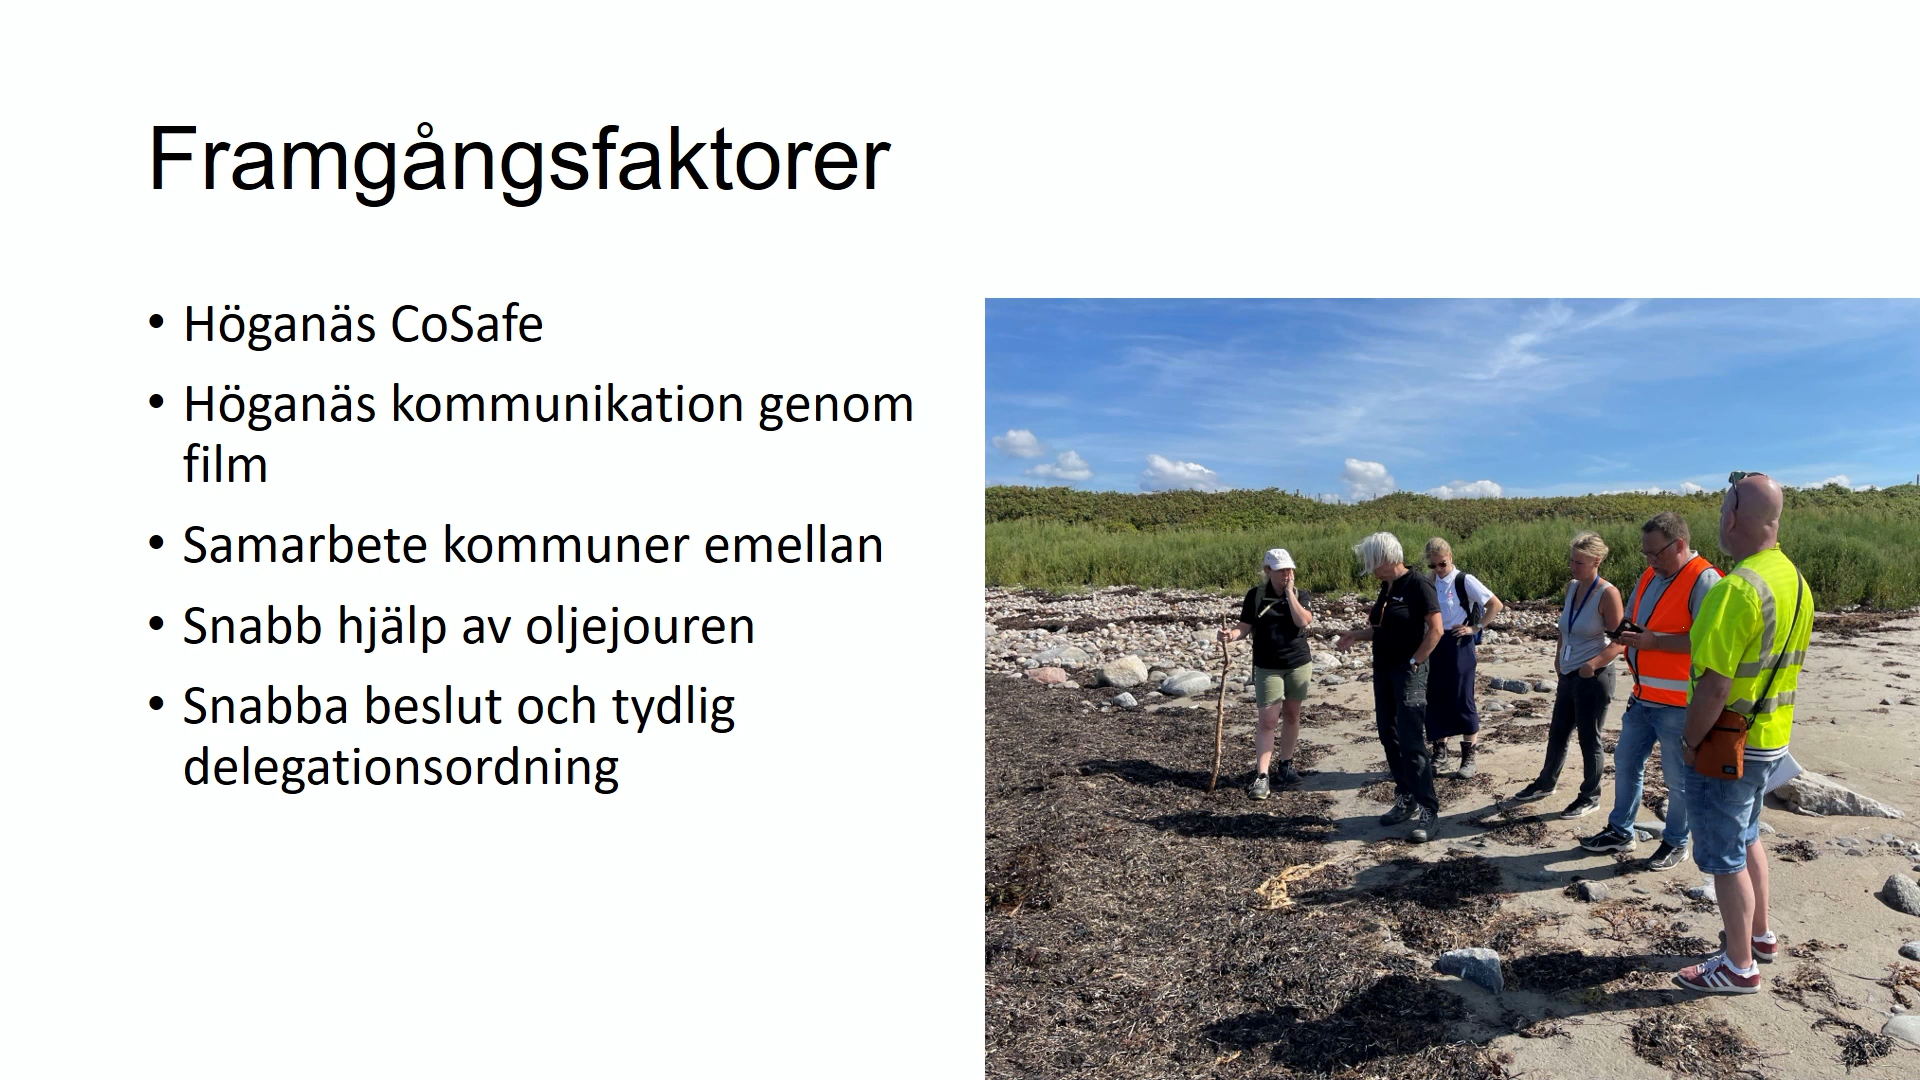 Framgångsfaktorer
• Höganäs CoSafe
• Höganäs kommunikation genom
film
• Samarbete kommuner emellan
• Snabb hjälp av oljejouren
• Snabba beslut och tydlig
delegationsordning